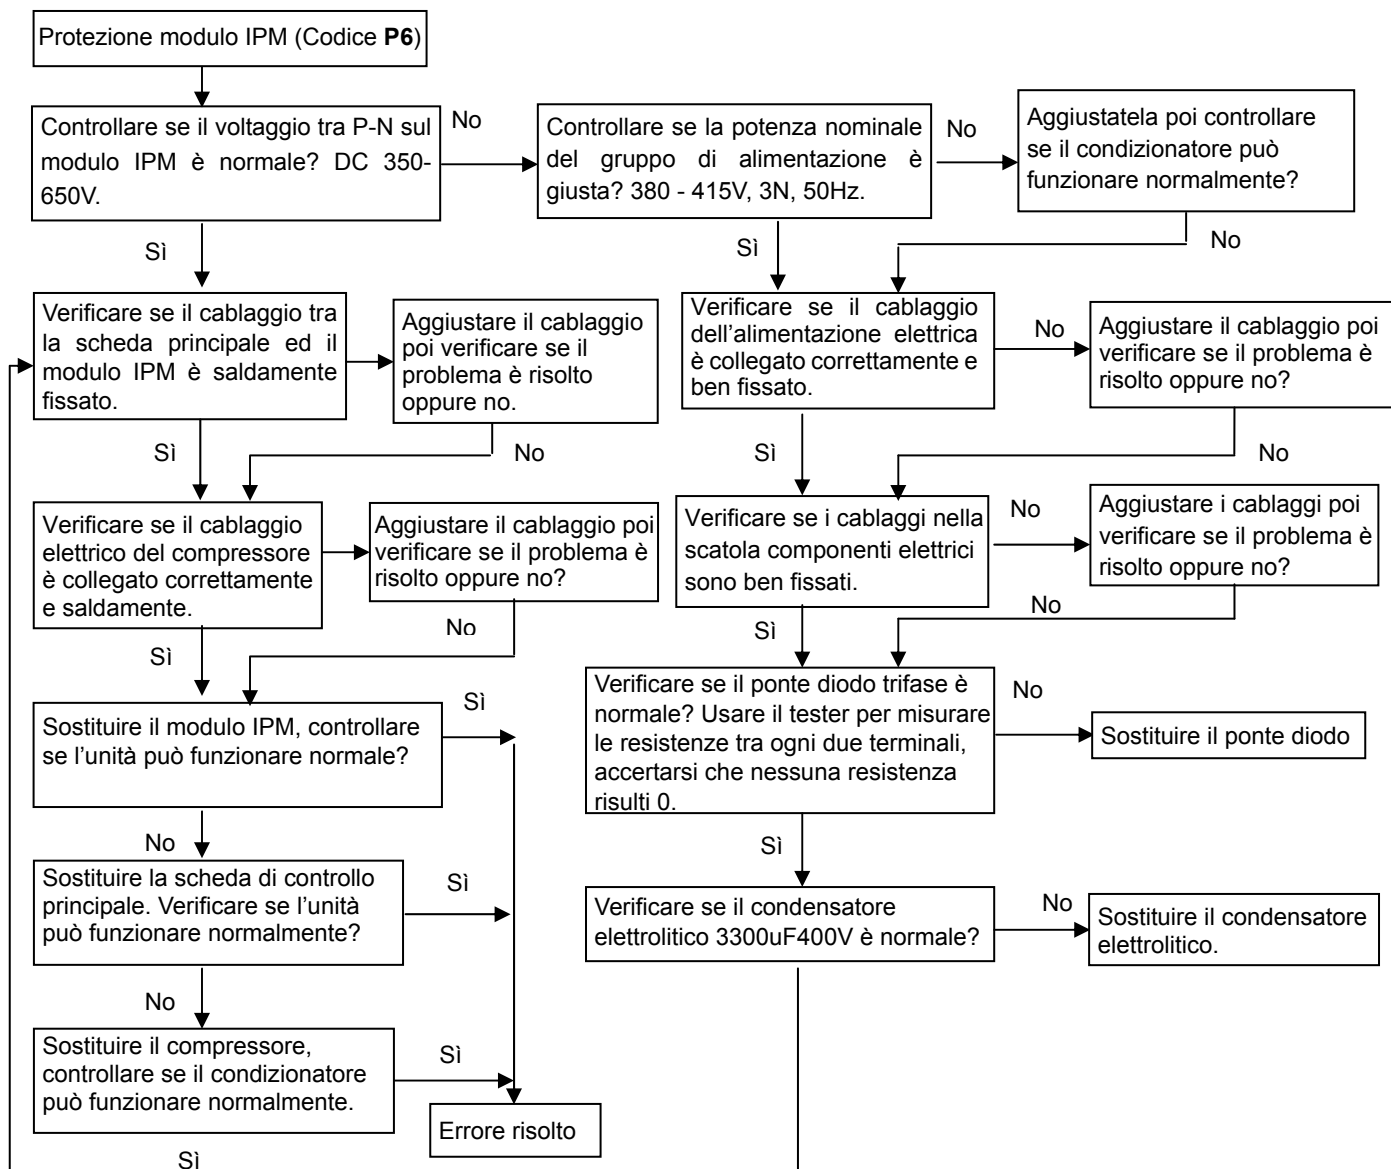 Protezione modulo IPM (Codice P6)
Controllare se il voltaggio tra P-N sul
modulo IPM è normale? DC 350-
650V.
No
Controllare se la potenza nominale
del gruppo di alimentazione è
giusta? 380 - 415V, 3N, 50Hz.
No
Aggiustatela poi controllare
se il condizionatore può
funzionare normalmente?
Sì
Sì
No
Verificare se il cablaggio tra
la scheda principale ed il
modulo IPM è saldamente
fissato.
Aggiustare il cablaggio
poi verificare se il
problema è risolto
oppure no.
Verificare se il cablaggio
dell'alimentazione elettrica
è collegato correttamente e
ben fissato.
No
Aggiustare il cablaggio poi
verificare se il problema è
risolto oppure no?
Sì
No
Sì
No
Verificare se il cablaggio
elettrico del compressore
è collegato correttamente
e saldamente.
Aggiustare il cablaggio poi
verificare se il problema è
risolto oppure no?
Verificare se i cablaggi nella
scatola componenti elettrici
sono ben fissati.
No
Aggiustare i cablaggi poi
verificare se il problema è
risolto oppure no?
Sì
No
Sì
No
Sostituire il modulo IPM, controllare
se l'unità può funzionare normale?
Sì
Verificare se il ponte diodo trifase è
normale? Usare il tester per misurare
le resistenze tra ogni due terminali,
accertarsi che nessuna resistenza
risulti 0.
No
Sostituire il ponte diodo
No
Sì
Sostituire la scheda di controllo
principale. Verificare se l'unità
può funzionare normalmente?
Sì
Verificare se il condensatore
elettrolitico 3300uF400V è normale?
No
Sostituire il condensatore
elettrolitico.
No
Sostituire il compressore,
controllare se il condizionatore
può funzionare normalmente.
Sì
Errore risolto
Sì